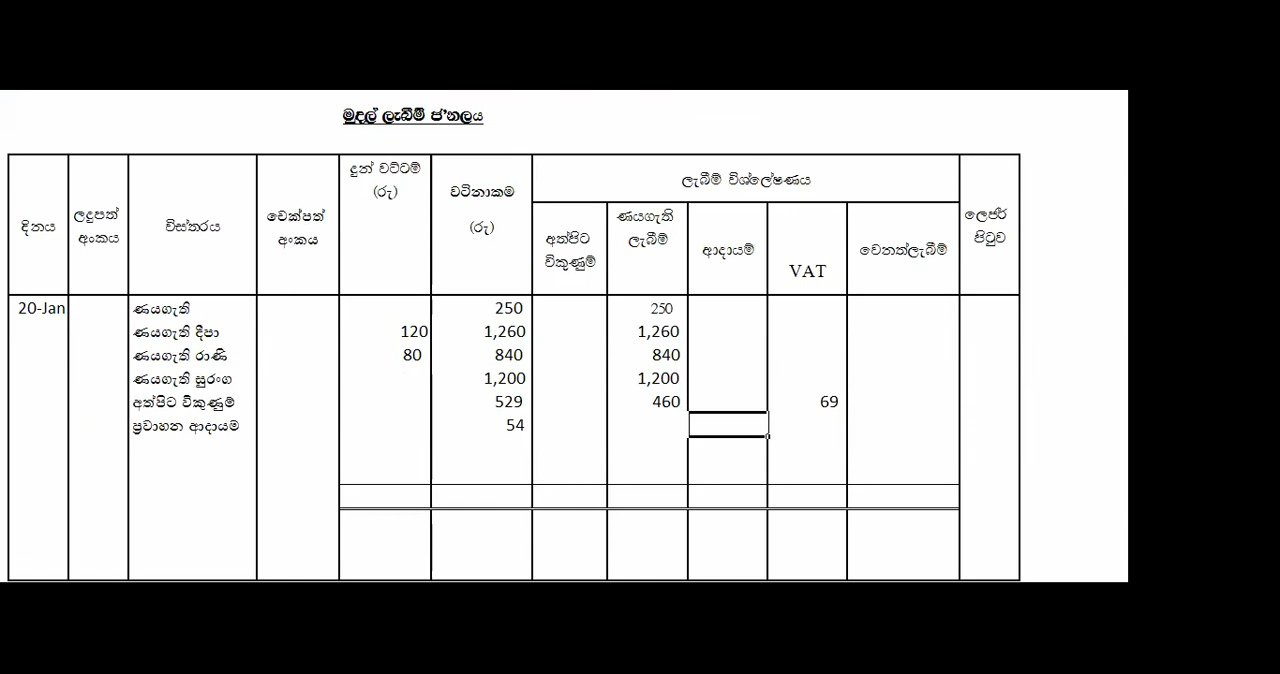 මුදල් ලැබීම් ජ'නලය
දිනය ලදුපත් අංකය විස්තරය චෙක්පත් අංකය දුන් වට්ටම් (රු) වටිනාකම (රු) ලැබීම් විශ්ලේෂණය ලෙජර් පිටුව
අත්පිට විකුණුම් ණයගැති ලැබීම් ආදායම් VAT වෙනත්ලැබීම්
20-Jan ණයගැති 250 250
ණයගැති දීපා 120 1,260 1,260
ණයගැති රාණි 80 840 840
ණයගැති සුරංග 1,200 1,200
අත්පිට විකුණුම් 529 460 69
ප්‍රවාහන ආදායම 54